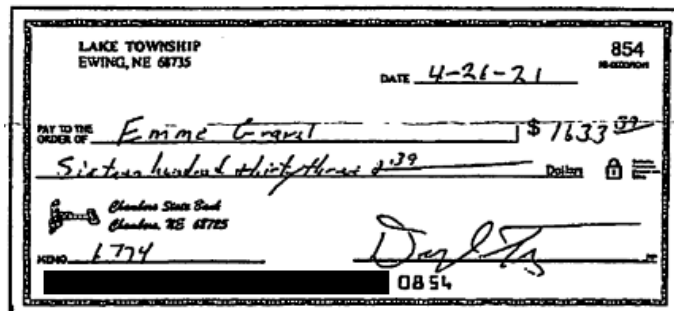 LAKE TOWNSHIP
EWING, NE 68735
854
DATE 4-26-21
PAY TO THE
ORDER OF Emme Gravel $ 1633 39
Sixteen hundred thirty three & 39 Dollars
Chambers State Bank
Chambers, NE 68725
MEMO 6774
0854